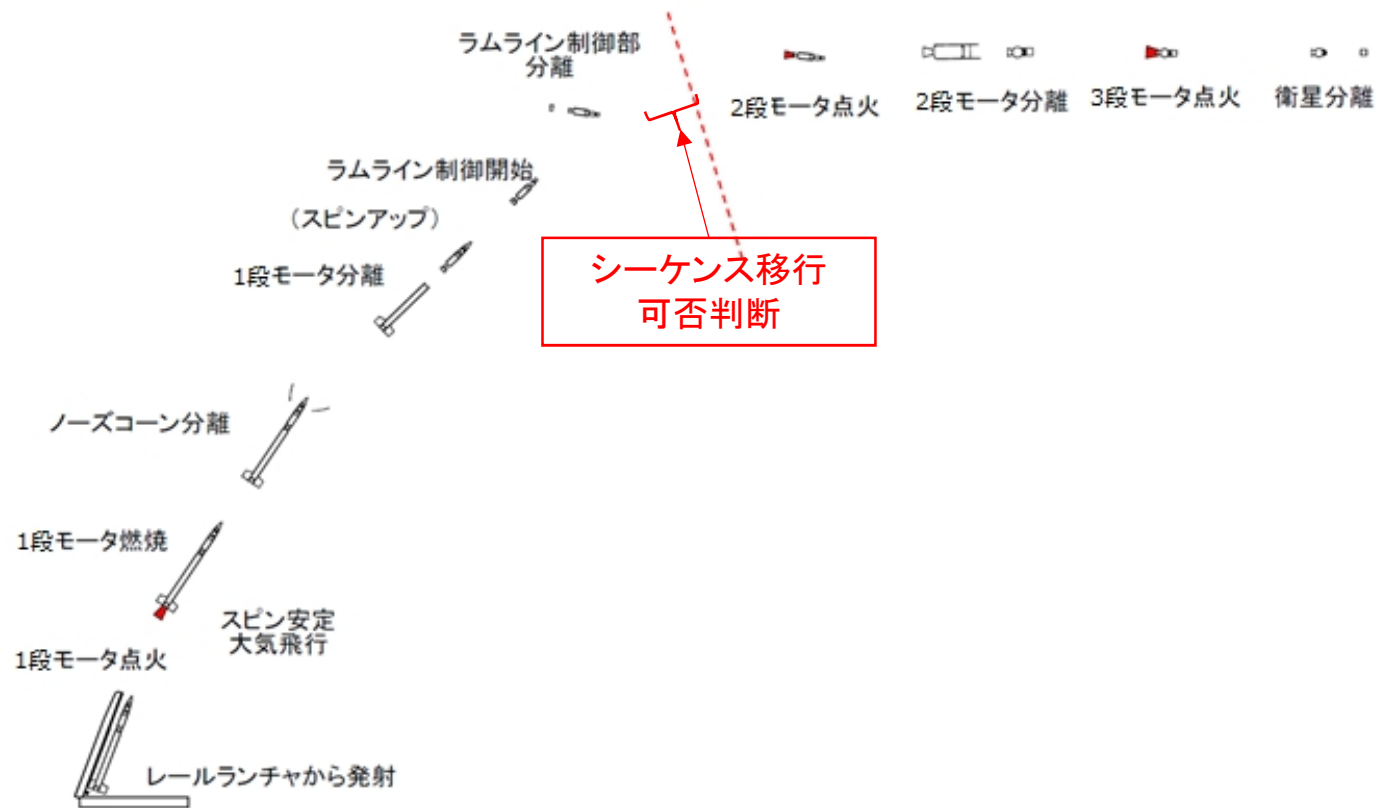 ラムライン制御部
分離
2段モータ点火
2段モータ分離
3段モータ点火
衛星分離
ラムライン制御開始
（スピンアップ）
1段モータ分離
シーケンス移行
可否判断
ノーズコーン分離
1段モータ燃焼
スピン安定
大気飛行
1段モータ点火
レールランチャから発射